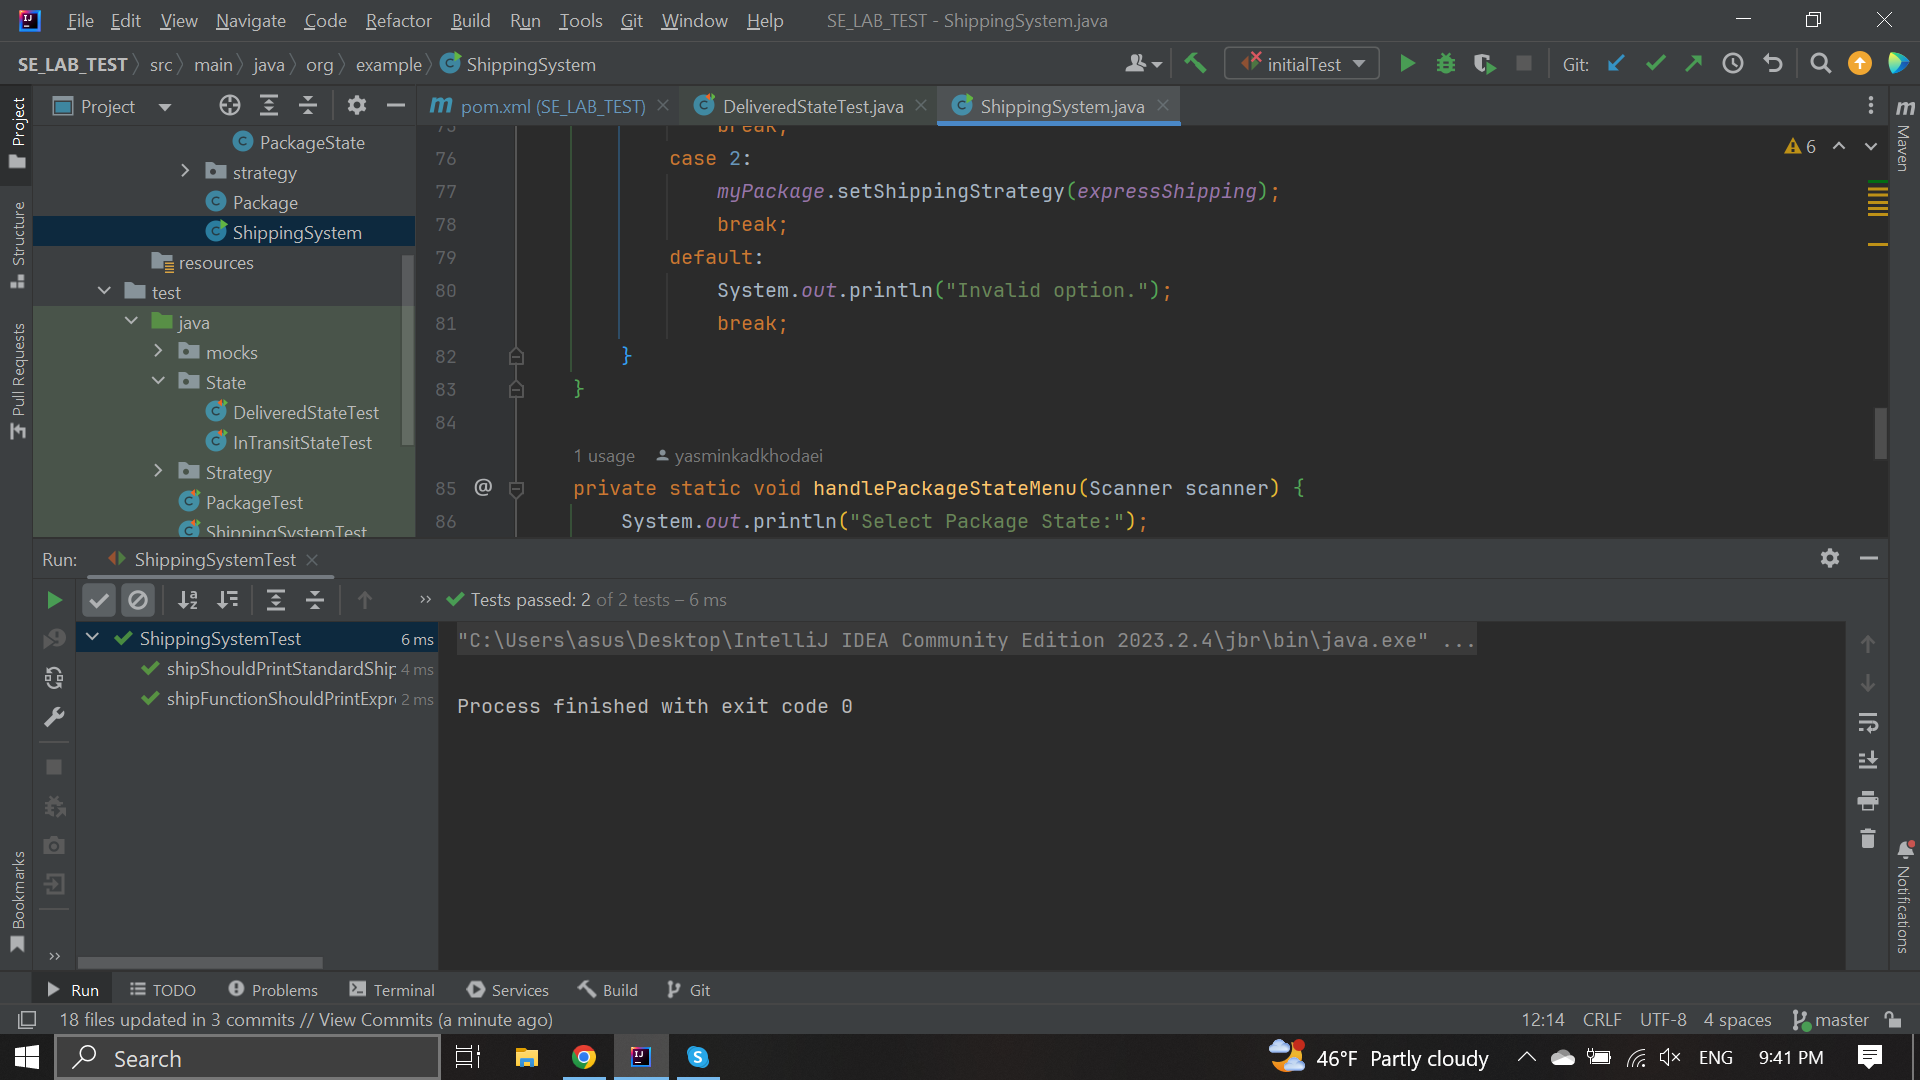 File Edit View Navigate Code Refactor Build Run Tools Git Window Help SE_LAB_TEST - ShippingSystem.java
SE_LAB_TEST src main java org example ShippingSystem initialTest Git:
Project pom.xml (SE_LAB_TEST) DeliveredStateTest.java ShippingSystem.java
PackageState
strategy
Package
ShippingSystem
resources
test
java
mocks
State
DeliveredStateTest
InTransitStateTest
Strategy
PackageTest
ShippingSystemTest
75 break;
76 case 2:
77 myPackage.setShippingStrategy(expressShipping);
78 break;
79 default:
80 System.out.println("Invalid option.");
81 break;
82 }
83 }
84
1 usage yasminkadkhodaei
85 @ private static void handlePackageStateMenu(Scanner scanner) {
86 System.out.println("Select Package State:");
6
Project
Structure
Pull Requests
Bookmarks
m
Maven
Notifications
Run: ShippingSystemTest
Tests passed: 2 of 2 tests – 6 ms
ShippingSystemTest 6 ms
shipShouldPrintStandardShip 4 ms
shipFunctionShouldPrintExpr 2 ms
"C:\Users\asus\Desktop\IntelliJ IDEA Community Edition 2023.2.4\jbr\bin\java.exe" ...
Process finished with exit code 0
Run TODO Problems Terminal Services Build Git
18 files updated in 3 commits // View Commits (a minute ago) 12:14 CRLF UTF-8 4 spaces master
Search 46°F Partly cloudy ENG 9:41 PM